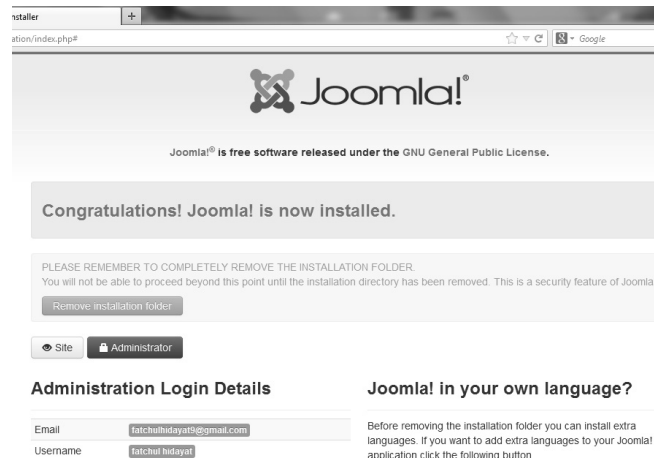 nstaller
+
ation/index.php#
Google
Joomla!®
Joomla!® is free software released under the GNU General Public License.
Congratulations! Joomla! is now installed.
PLEASE REMEMBER TO COMPLETELY REMOVE THE INSTALLATION FOLDER.
You will not be able to proceed beyond this point until the installation directory has been removed. This is a security feature of Joomla
Remove installation folder
Site
Administrator
Administration Login Details
Email fatchulhidayat9@gmail.com
Username fatchul hidayat
Joomla! in your own language?
Before removing the installation folder you can install extra
languages. If you want to add extra languages to your Joomla!
application click the following button